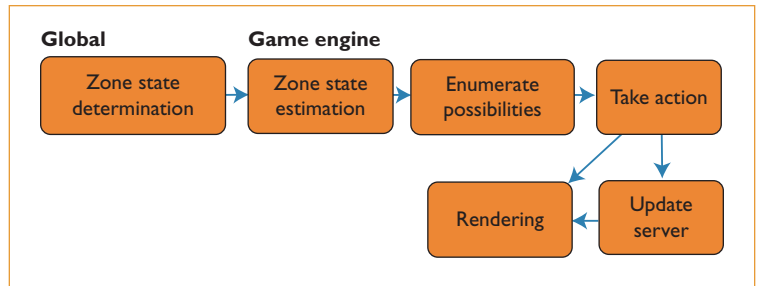 Global
Game engine
Zone state
determination
Zone state
estimation
Enumerate
possibilities
Take action
Rendering
Update
server